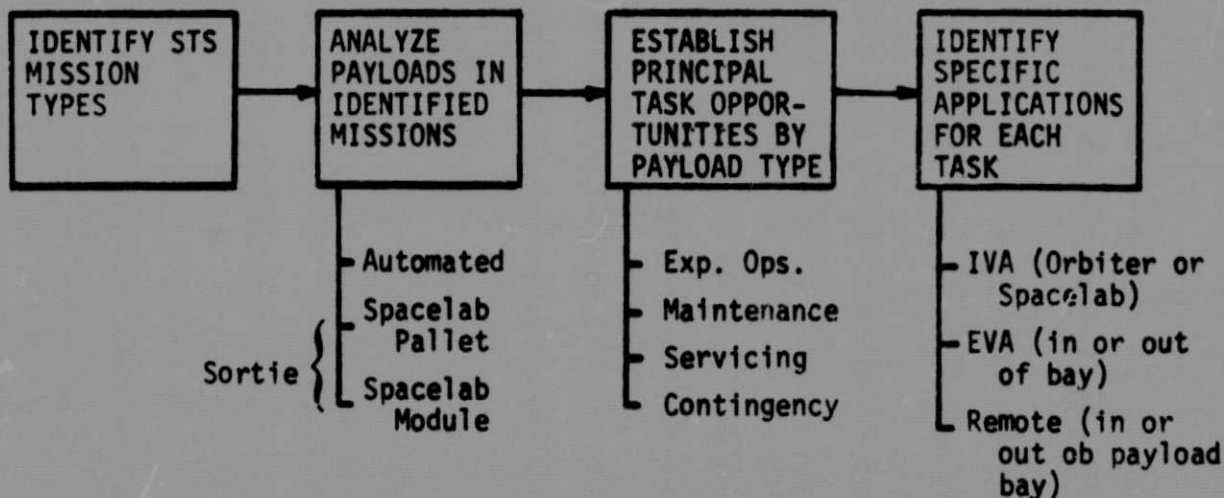 IDENTIFY STS
MISSION
TYPES
ANALYZE
PAYLOADS IN
IDENTIFIED
MISSIONS
ESTABLISH
PRINCIPAL
TASK OPPOR-
TUNITIES BY
PAYLOAD TYPE
IDENTIFY
SPECIFIC
APPLICATIONS
FOR EACH
TASK
Automated
Spacelab
Pallet
Sortie
Spacelab
Module
Exp. Ops.
Maintenance
Servicing
Contingency
IVA (Orbiter or
Spacelab)
EVA (in or out
of bay)
Remote (in or
out ob payload
bay)